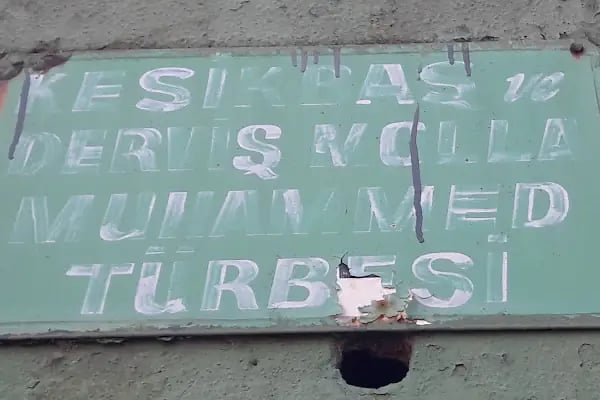 KESİKBAŞ ve
DERVİŞ MOLLA
MUHAMMED
TÜRBESİ